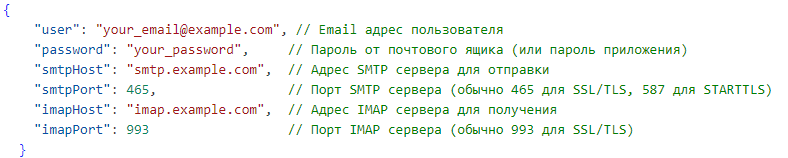 {
"user": "your_email@example.com", // Email адрес пользователя
"password": "your_password", // Пароль от почтового ящика (или пароль приложения)
"smtpHost": "smtp.example.com", // Адрес SMTP сервера для отправки
"smtpPort": 465, // Порт SMTP сервера (обычно 465 для SSL/TLS, 587 для STARTTLS)
"imapHost": "imap.example.com", // Адрес IMAP сервера для получения
"imapPort": 993 // Порт IMAP сервера (обычно 993 для SSL/TLS)
}